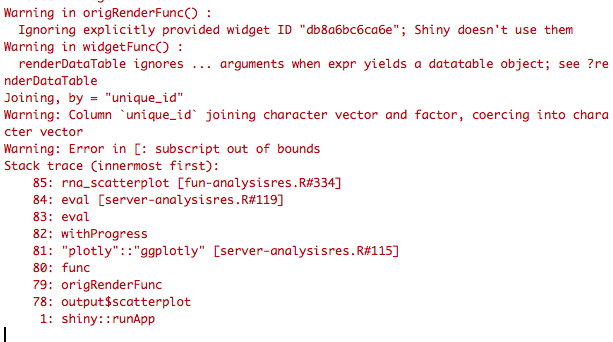 Warning in origRenderFunc() :
  Ignoring explicitly provided widget ID "db8a6bc6ca6e"; Shiny doesn't use them
Warning in widgetFunc() :
  renderDataTable ignores ... arguments when expr yields a datatable object; see ?re
nderDataTable
Joining, by = "unique_id"
Warning: Column `unique_id` joining character vector and factor, coercing into chara
cter vector
Warning: Error in [: subscript out of bounds
Stack trace (innermost first):
    85: rna_scatterplot [fun-analysisres.R#334]
    84: eval [server-analysisres.R#119]
    83: eval
    82: withProgress
    81: "plotly"::"ggplotly" [server-analysisres.R#115]
    80: func
    79: origRenderFunc
    78: output$scatterplot
     1: shiny::runApp